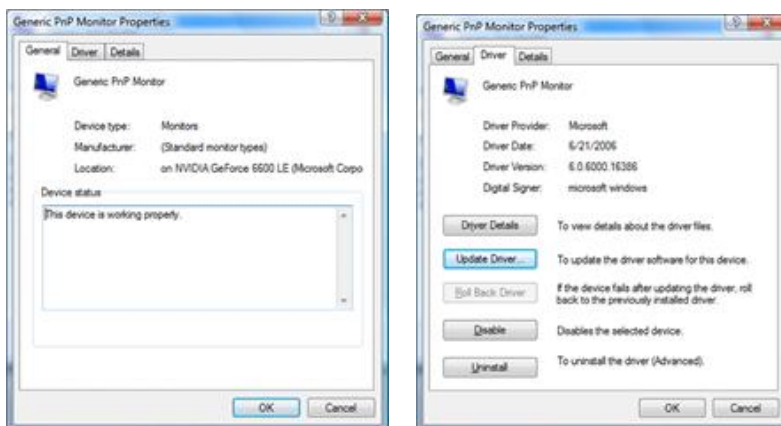 Generic PnP Monitor Properties
General Driver Details
Generic PnP Monitor
Device type: Monitors
Manufacturer: (Standard monitor types)
Location: on NVIDIA GeForce 6600 LE (Microsoft Corpo
Device status
This device is working properly.
OK Cancel
Generic PnP Monitor Properties
General Driver Details
Generic PnP Monitor
Driver Provider: Microsoft
Driver Date: 6/21/2006
Driver Version: 6.0.6000.16386
Digital Signer: microsoft windows
Driver Details To view details about the driver files.
Update Driver... To update the driver software for this device.
Roll Back Driver If the device fails after updating the driver, roll
back to the previously installed driver.
Disable Disables the selected device.
Uninstall To uninstall the driver (Advanced).
OK Cancel